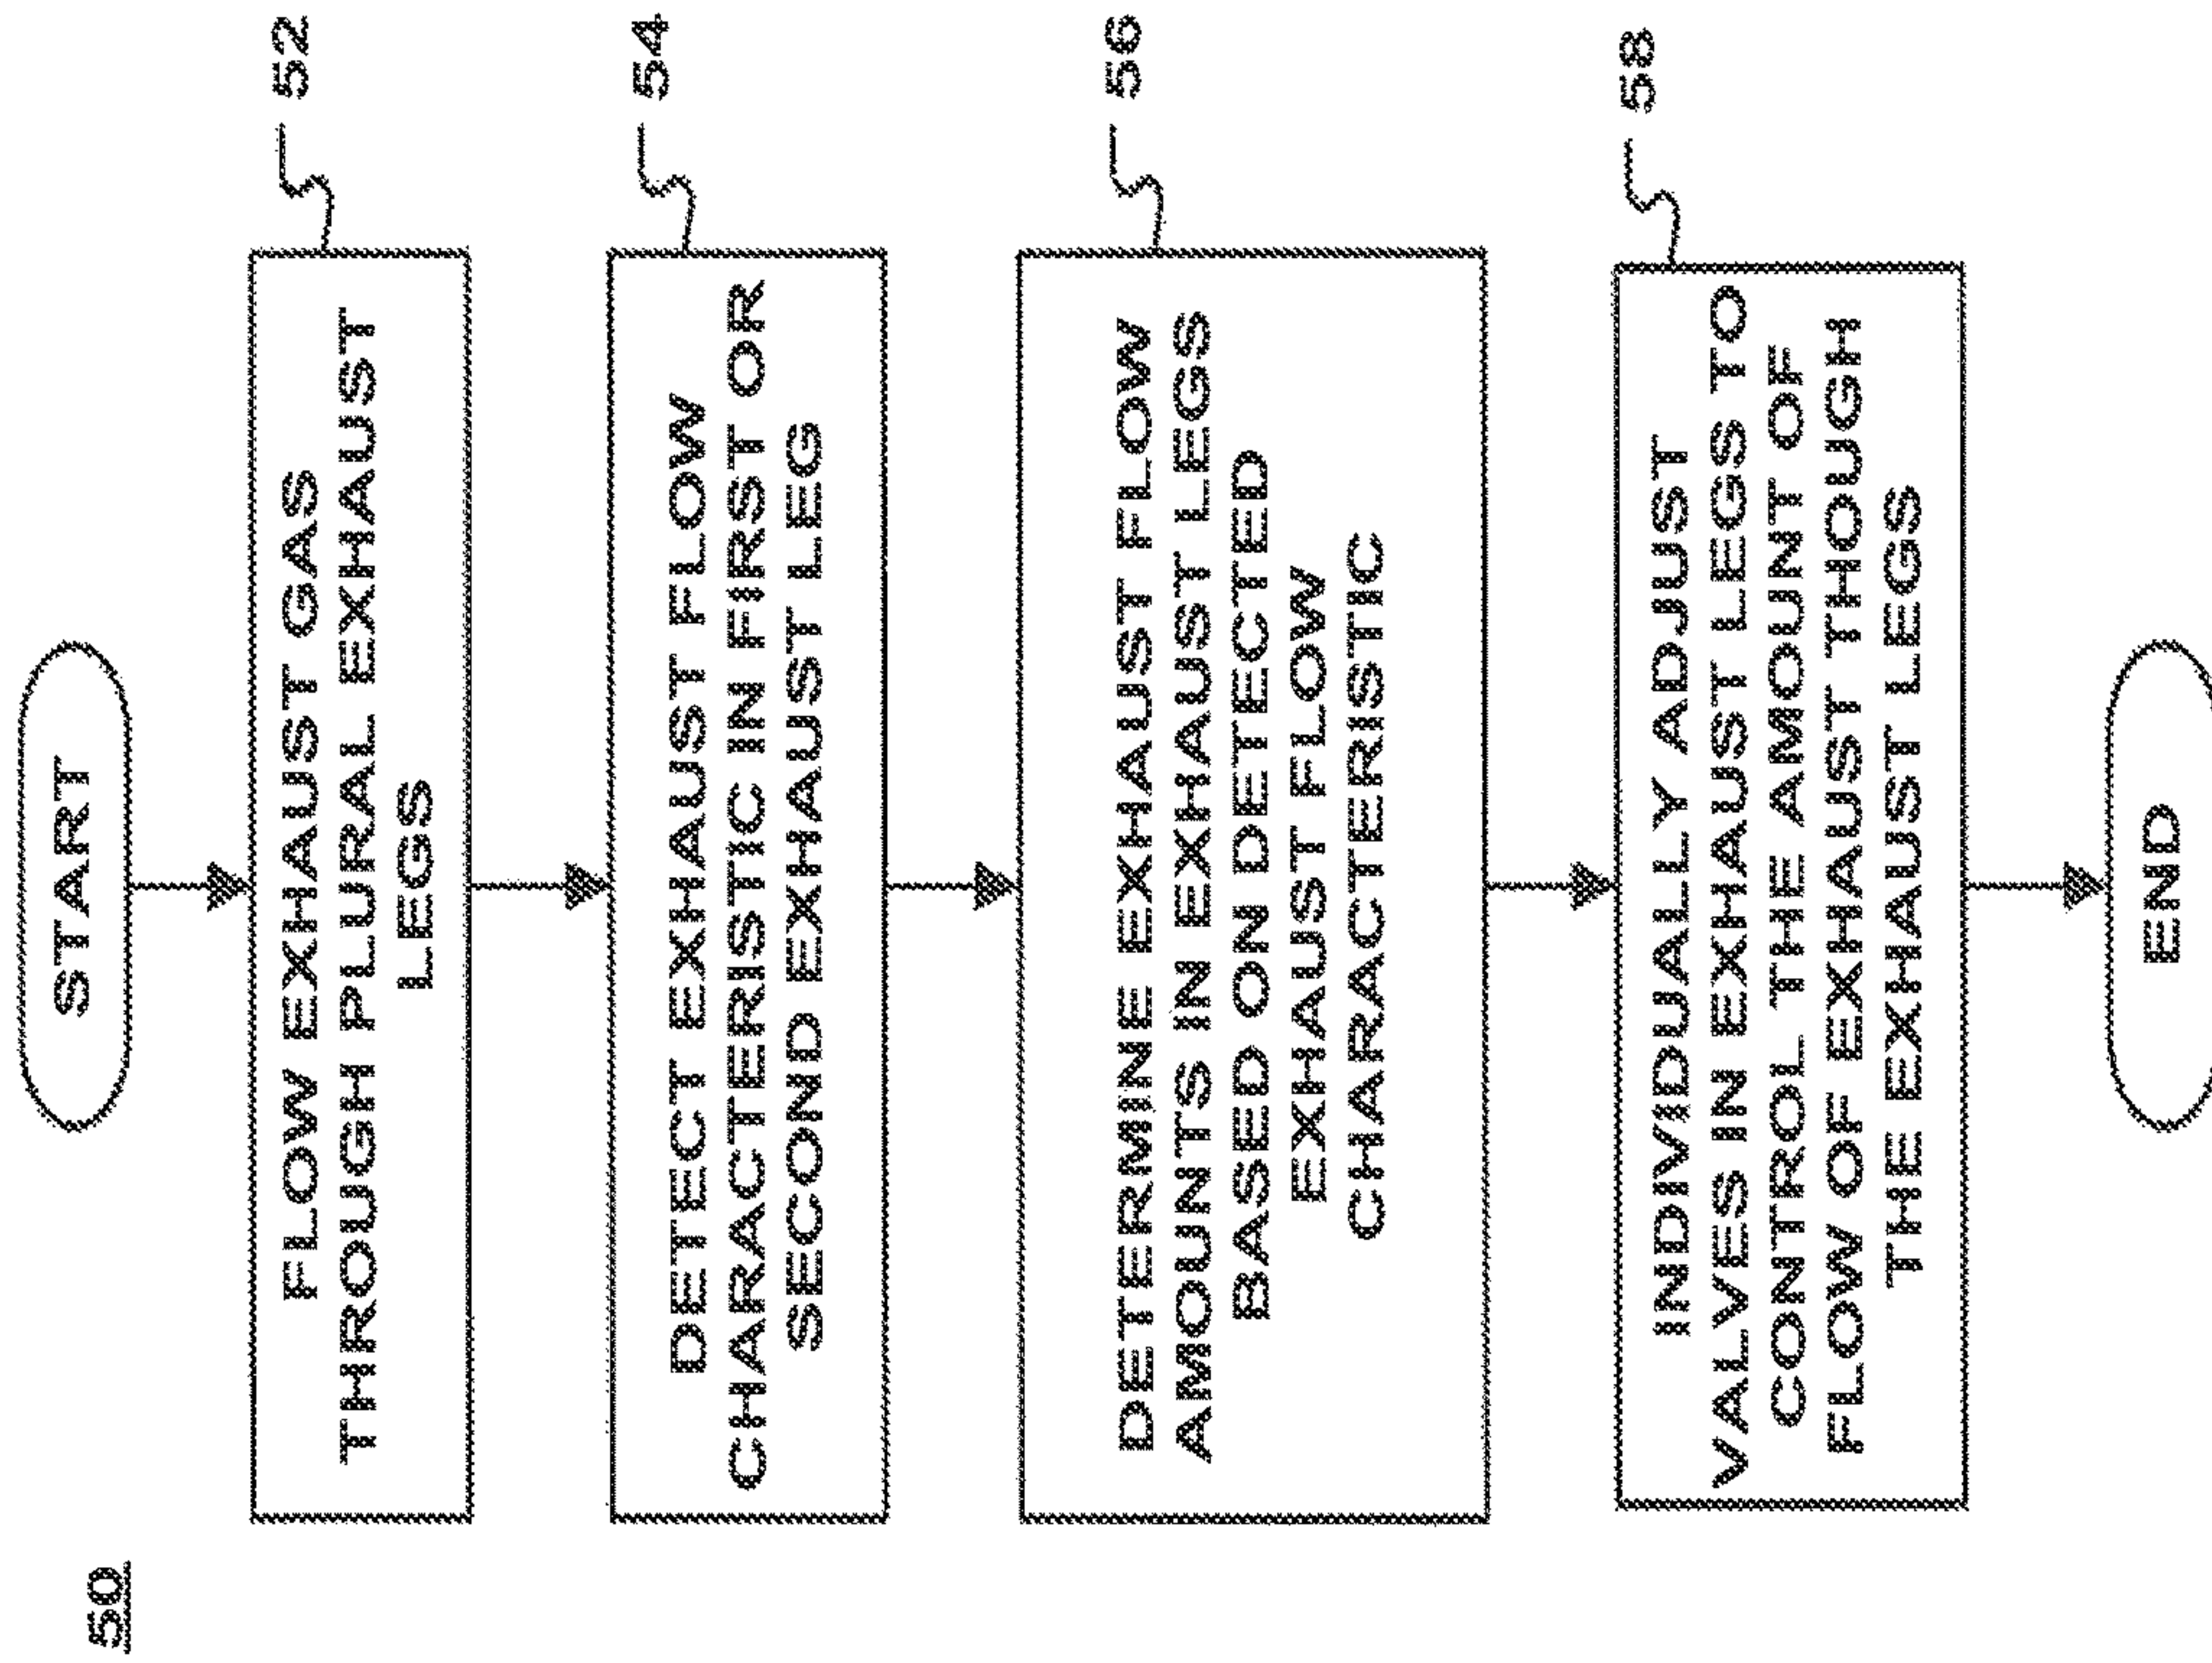 50
START
FLOW EXHAUST GAS
THROUGH PLURAL EXHAUST
LEGS
52
DETECT EXHAUST FLOW
CHARACTERISTIC IN FIRST OR
SECOND EXHAUST LEG
54
DETERMINE EXHAUST FLOW
AMOUNTS IN EXHAUST LEGS
BASED ON DETECTED
EXHAUST FLOW
CHARACTERISTIC
56
INDIVIDUALLY ADJUST
VALVES IN EXHAUST LEGS TO
CONTROL THE AMOUNT OF
FLOW OF EXHAUST THOUGH
THE EXHAUST LEGS
58
END